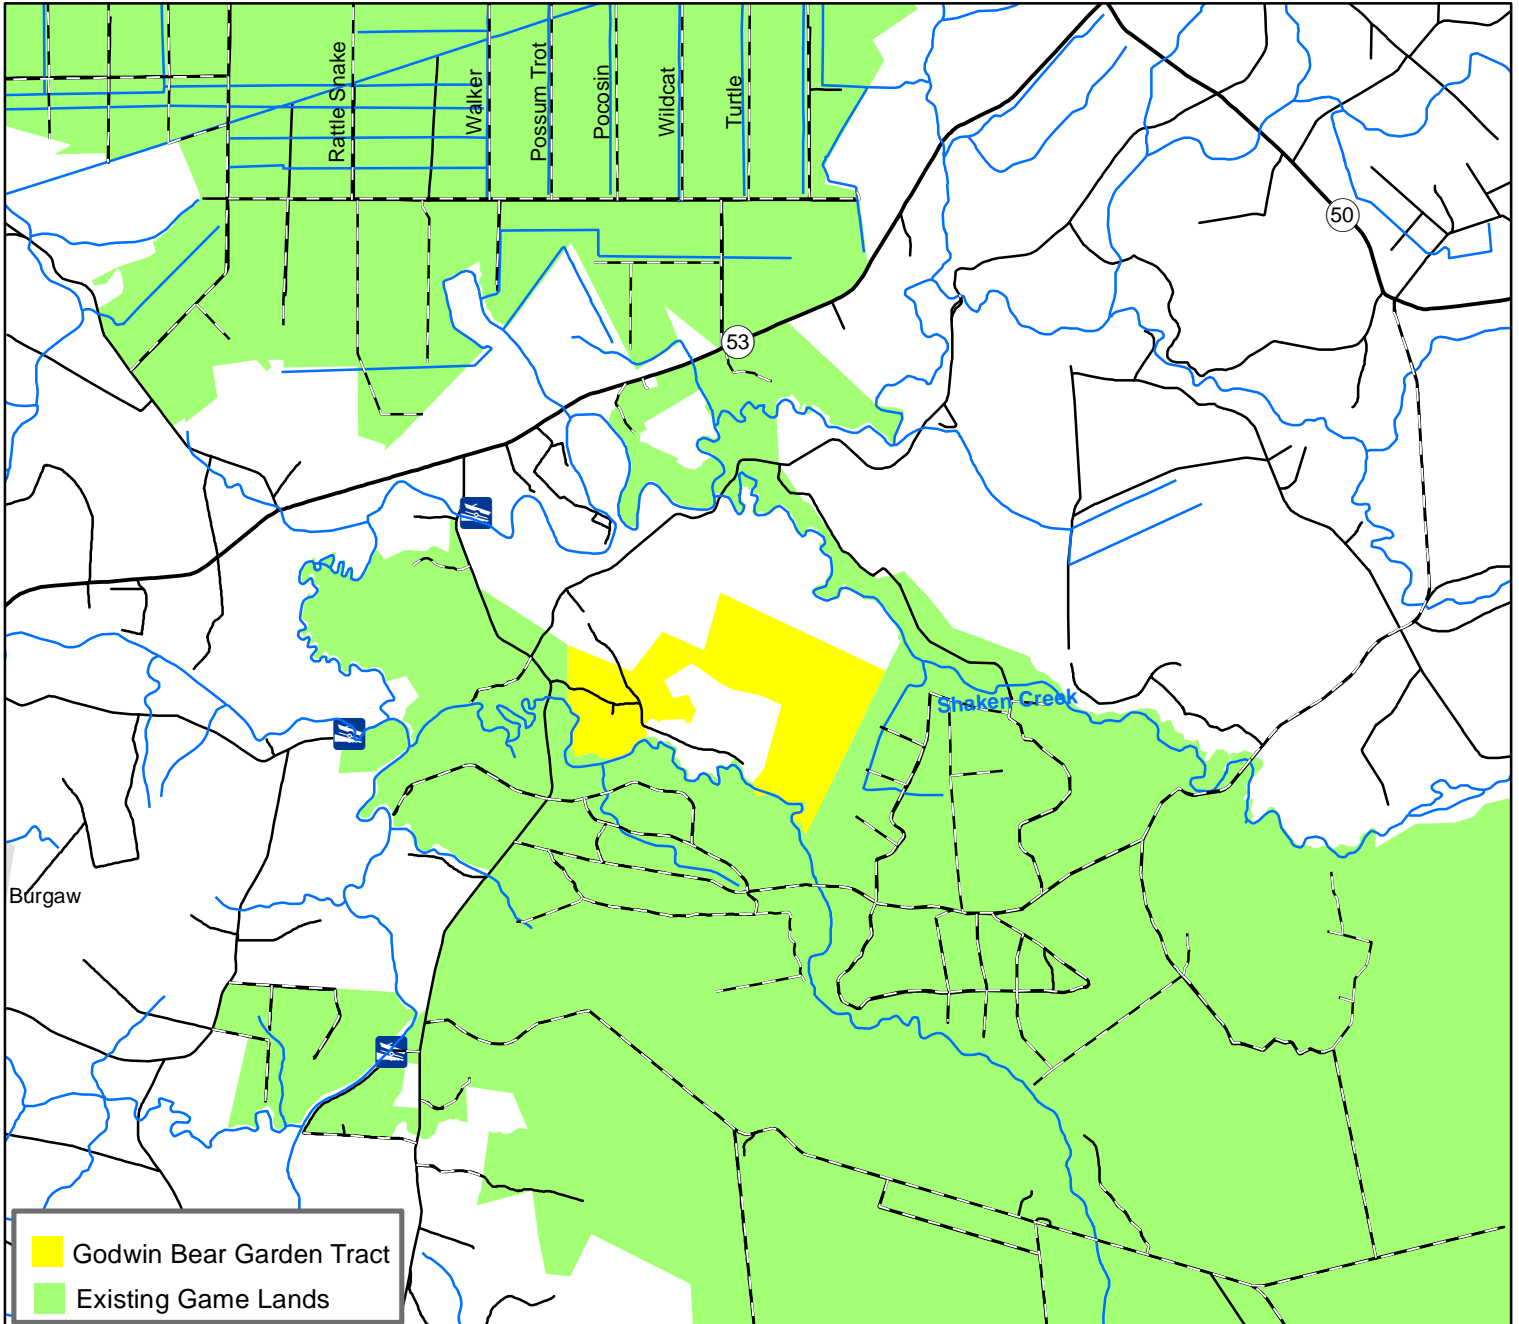 Rattle Snake
Walker
Possum Trot
Pocosin
Wildcat
Turtle
50
53
Shaken Creek
Burgaw
Godwin Bear Garden Tract
Existing Game Lands